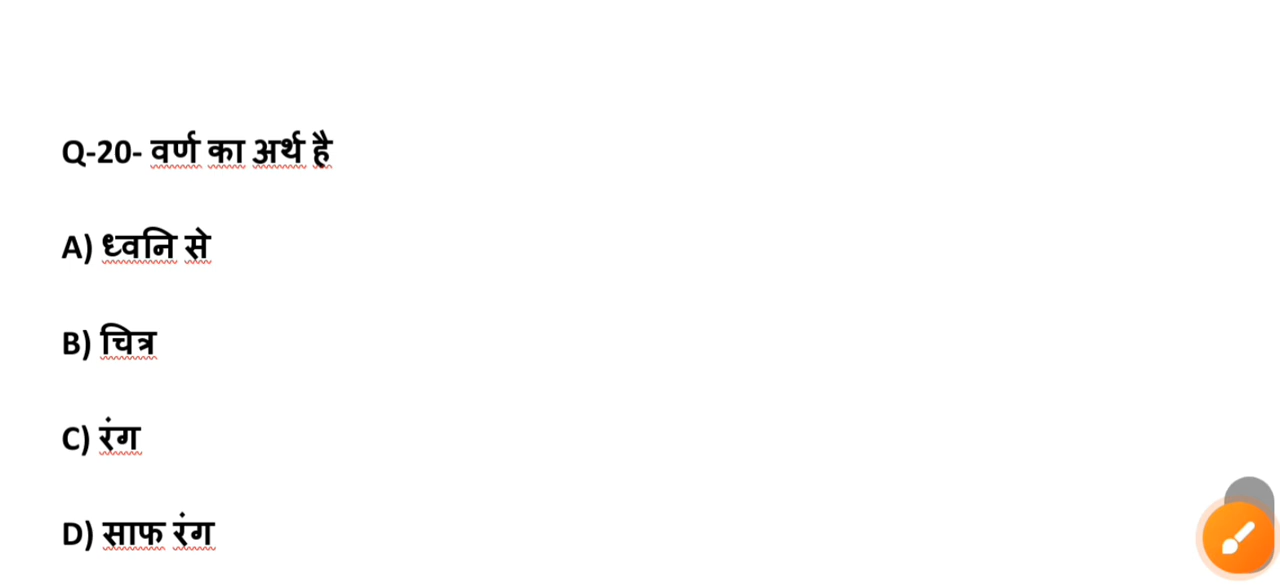 Q-20- वर्ण का अर्थ है
A) ध्वनि से
B) चित्र
C) रंग
D) साफ रंग